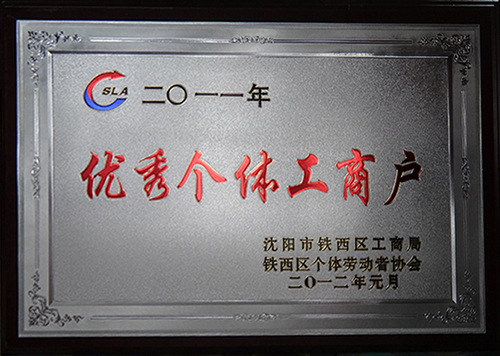 SLA 二〇一一年
优秀个体工商户
沈阳市铁西区工商局
铁西区个体劳动者协会
二〇一二年元月